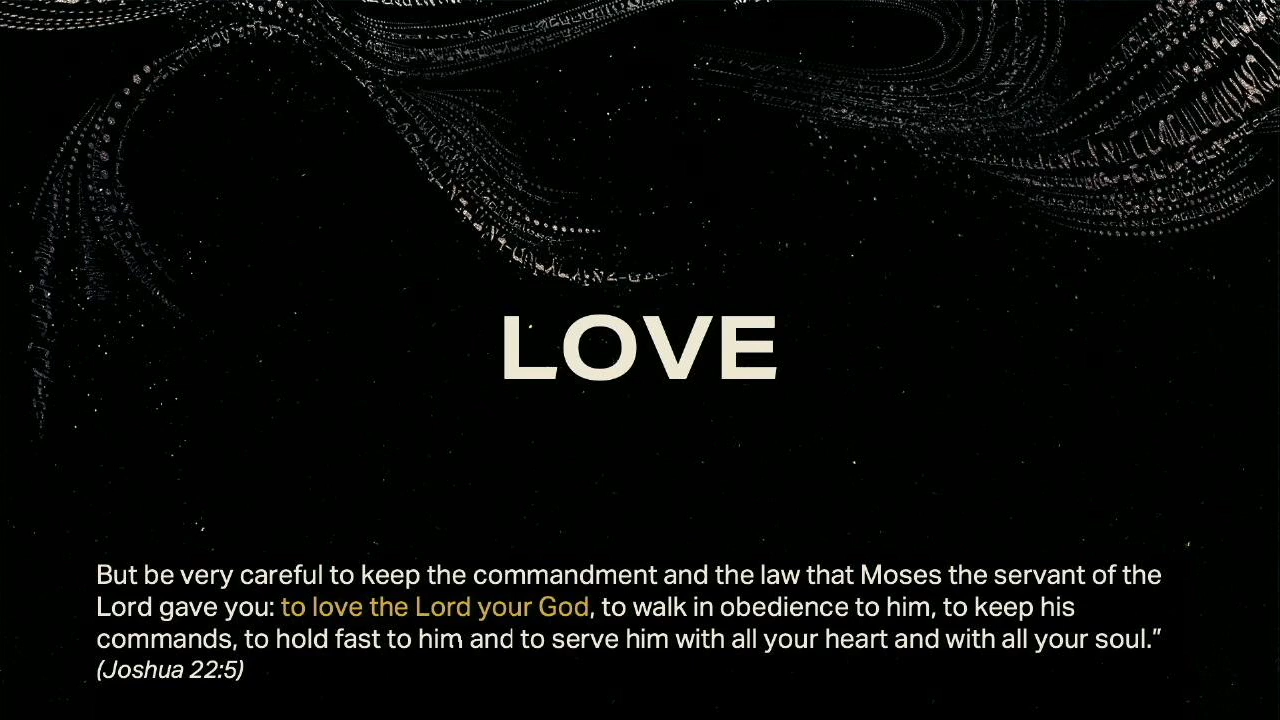 LOVE
But be very careful to keep the commandment and the law that Moses the servant of the
Lord gave you: to love the Lord your God, to walk in obedience to him, to keep his
commands, to hold fast to him and to serve him with all your heart and with all your soul.”
(Joshua 22:5)